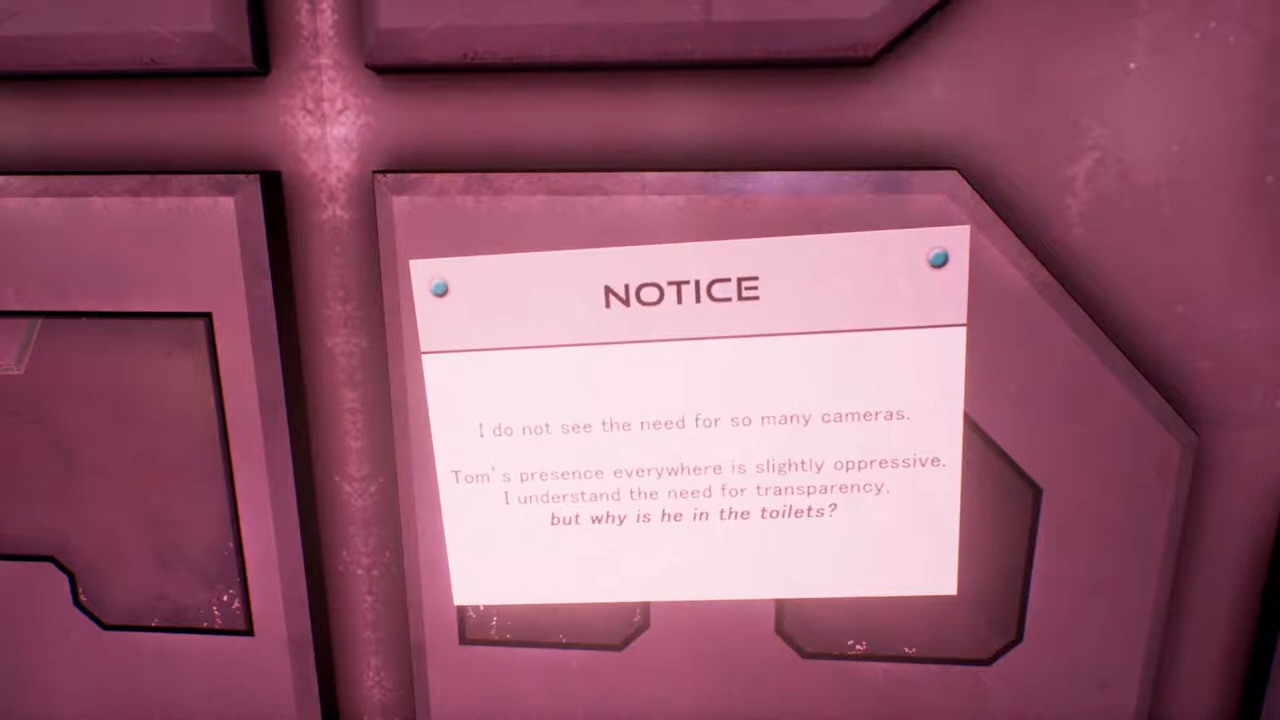 NOTICE
I do not see the need for so many cameras.
Tom's presence everywhere is slightly oppressive.
I understand the need for transparency.
but why is he in the toilets?